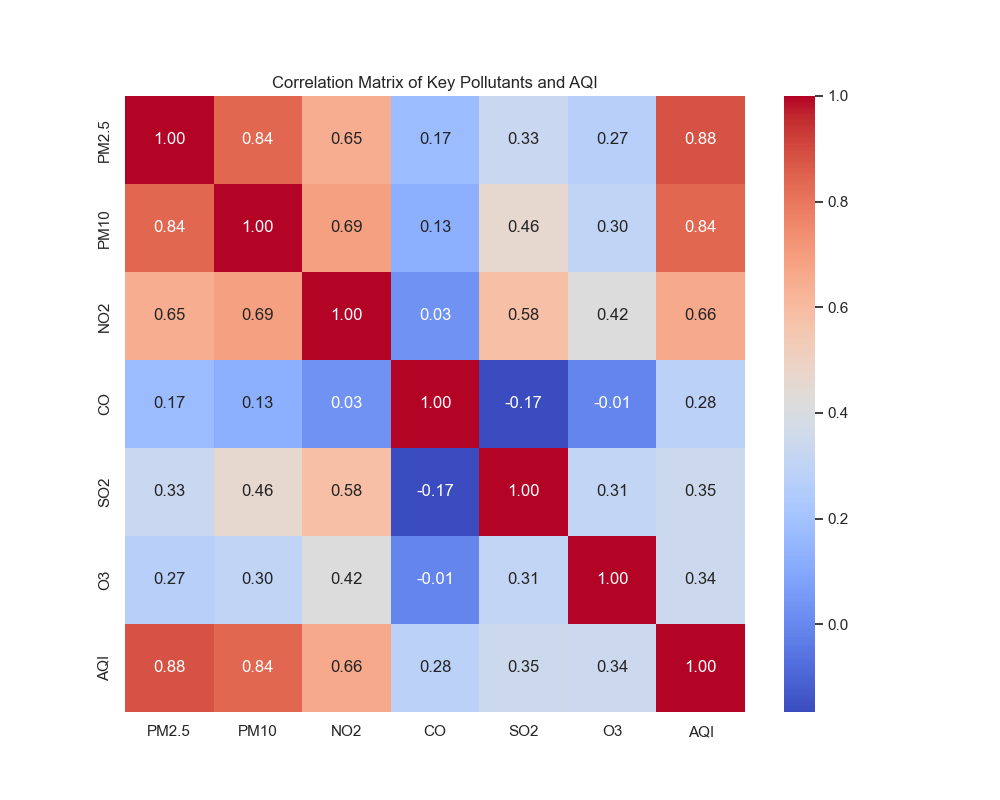 Correlation Matrix of Key Pollutants and AQI
PM2.5 1.00 0.84 0.65 0.17 0.33 0.27 0.88
PM10 0.84 1.00 0.69 0.13 0.46 0.30 0.84
NO2 0.65 0.69 1.00 0.03 0.58 0.42 0.66
CO 0.17 0.13 0.03 1.00 -0.17 -0.01 0.28
SO2 0.33 0.46 0.58 -0.17 1.00 0.31 0.35
O3 0.27 0.30 0.42 -0.01 0.31 1.00 0.34
AQI 0.88 0.84 0.66 0.28 0.35 0.34 1.00
PM2.5 PM10 NO2 CO SO2 O3 AQI
1.0
0.8
0.6
0.4
0.2
0.0